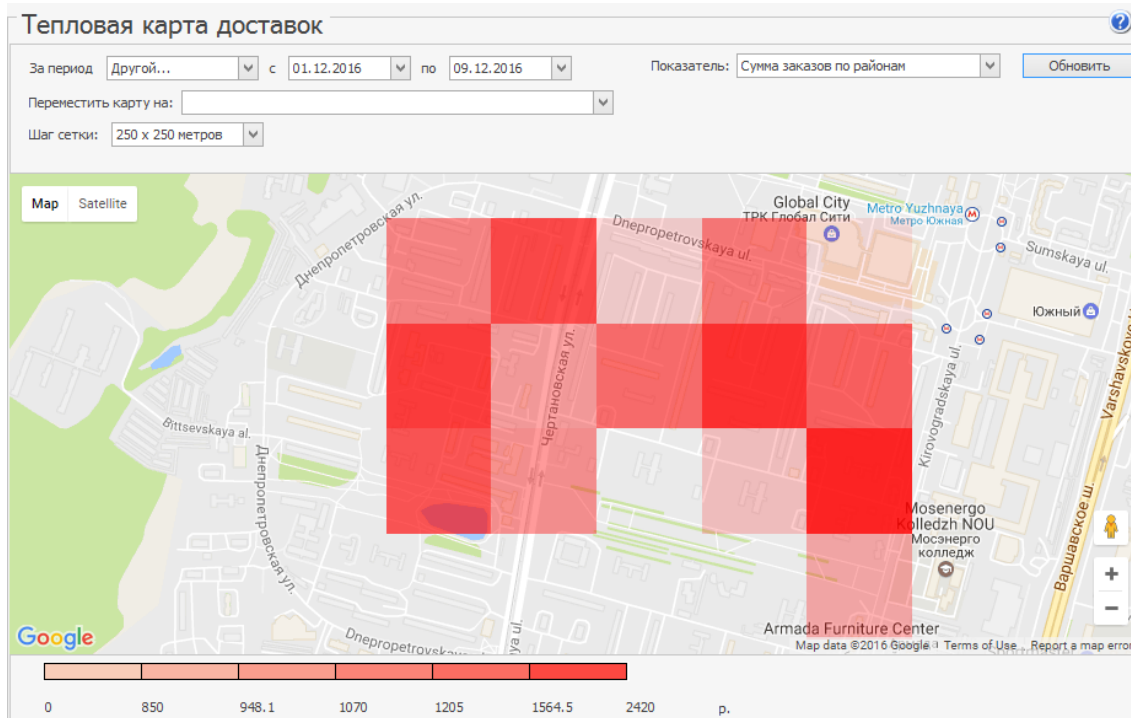 Тепловая карта доставок
За период Другой... с 01.12.2016 по 09.12.2016 Показатель: Сумма заказов по районам Обновить
Переместить карту на:
Шаг сетки: 250 x 250 метров
Map Satellite
Global City
ТРК Глобал Сити
Metro Yuzhnaya
Метро Южная
Днепропетровская ул.
Dnepropetrovskaya ul.
Sumskaya ul.
Южный
Чертановская ул.
Kirovogradskaya ul.
Varshavskoye
Bittsevskaya al.
Днепропетровская ул.
Mosenergo
Kolledzh NOU
Мосэнерго
колледж
Варшавское ш.
Armada Furniture Center
Google
Dnepropetrovskaya
ya ul.
Map data ©2016 Google Terms of Use Report a map error
0 850 948.1 1070 1205 1564.5 2420 р.